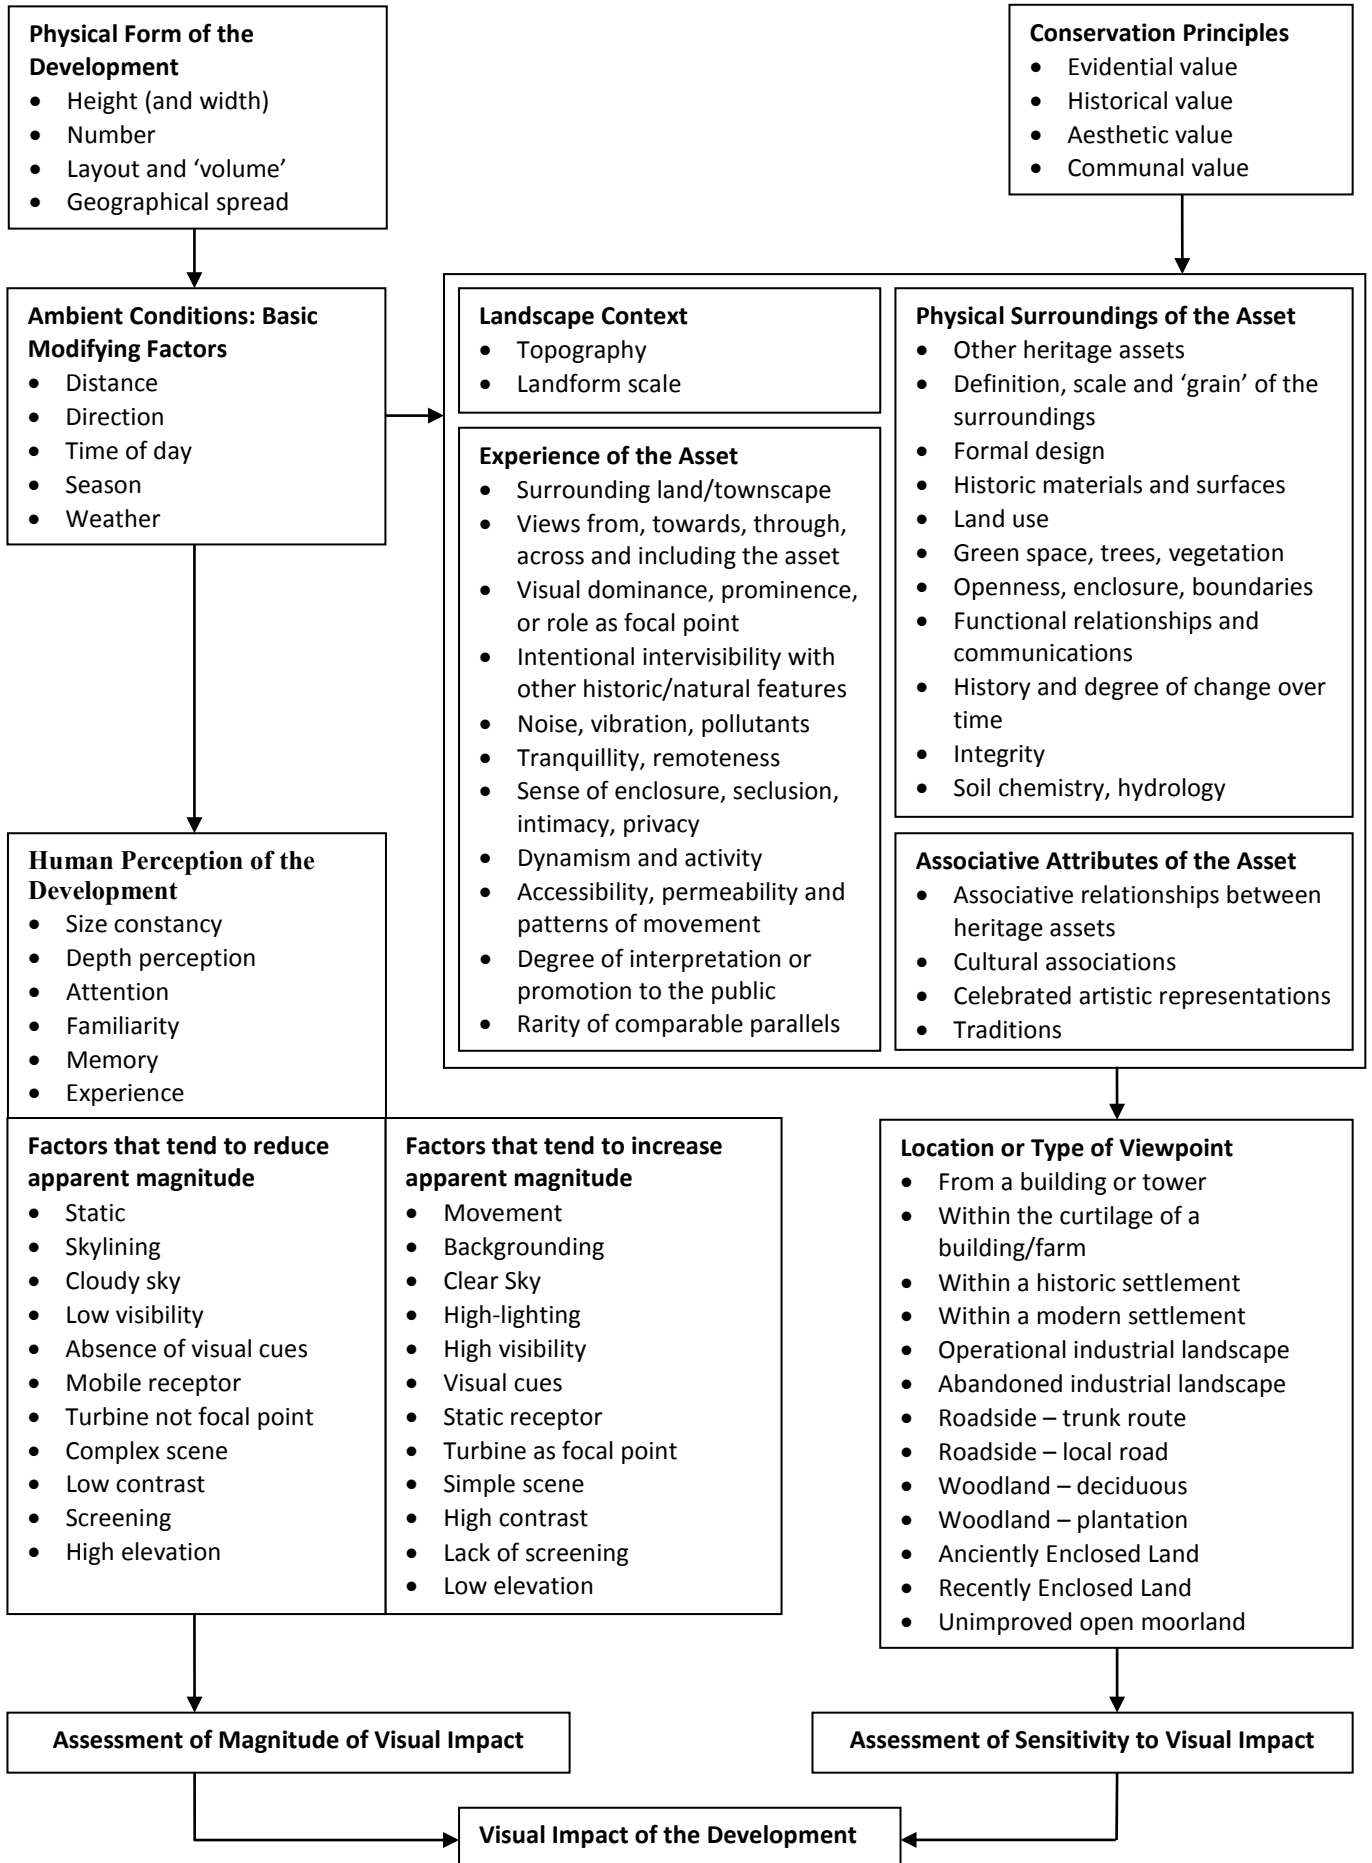 Physical Form of the
Development
• Height (and width)
• Number
• Layout and ‘volume’
• Geographical spread
Conservation Principles
• Evidential value
• Historical value
• Aesthetic value
• Communal value
Ambient Conditions: Basic
Modifying Factors
• Distance
• Direction
• Time of day
• Season
• Weather
Landscape Context
• Topography
• Landform scale
Experience of the Asset
• Surrounding land/townscape
• Views from, towards, through,
across and including the asset
• Visual dominance, prominence,
or role as focal point
• Intentional intervisibility with
other historic/natural features
• Noise, vibration, pollutants
• Tranquillity, remoteness
• Sense of enclosure, seclusion,
intimacy, privacy
• Dynamism and activity
• Accessibility, permeability and
patterns of movement
• Degree of interpretation or
promotion to the public
• Rarity of comparable parallels
Physical Surroundings of the Asset
• Other heritage assets
• Definition, scale and ‘grain’ of the
surroundings
• Formal design
• Historic materials and surfaces
• Land use
• Green space, trees, vegetation
• Openness, enclosure, boundaries
• Functional relationships and
communications
• History and degree of change over
time
• Integrity
• Soil chemistry, hydrology
Associative Attributes of the Asset
• Associative relationships between
heritage assets
• Cultural associations
• Celebrated artistic representations
• Traditions
Human Perception of the
Development
• Size constancy
• Depth perception
• Attention
• Familiarity
• Memory
• Experience
Factors that tend to reduce
apparent magnitude
• Static
• Skylining
• Cloudy sky
• Low visibility
• Absence of visual cues
• Mobile receptor
• Turbine not focal point
• Complex scene
• Low contrast
• Screening
• High elevation
Factors that tend to increase
apparent magnitude
• Movement
• Backgrounding
• Clear Sky
• High-lighting
• High visibility
• Visual cues
• Static receptor
• Turbine as focal point
• Simple scene
• High contrast
• Lack of screening
• Low elevation
Location or Type of Viewpoint
• From a building or tower
• Within the curtilage of a
building/farm
• Within a historic settlement
• Within a modern settlement
• Operational industrial landscape
• Abandoned industrial landscape
• Roadside – trunk route
• Roadside – local road
• Woodland – deciduous
• Woodland – plantation
• Anciently Enclosed Land
• Recently Enclosed Land
• Unimproved open moorland
Assessment of Magnitude of Visual Impact
Assessment of Sensitivity to Visual Impact
Visual Impact of the Development